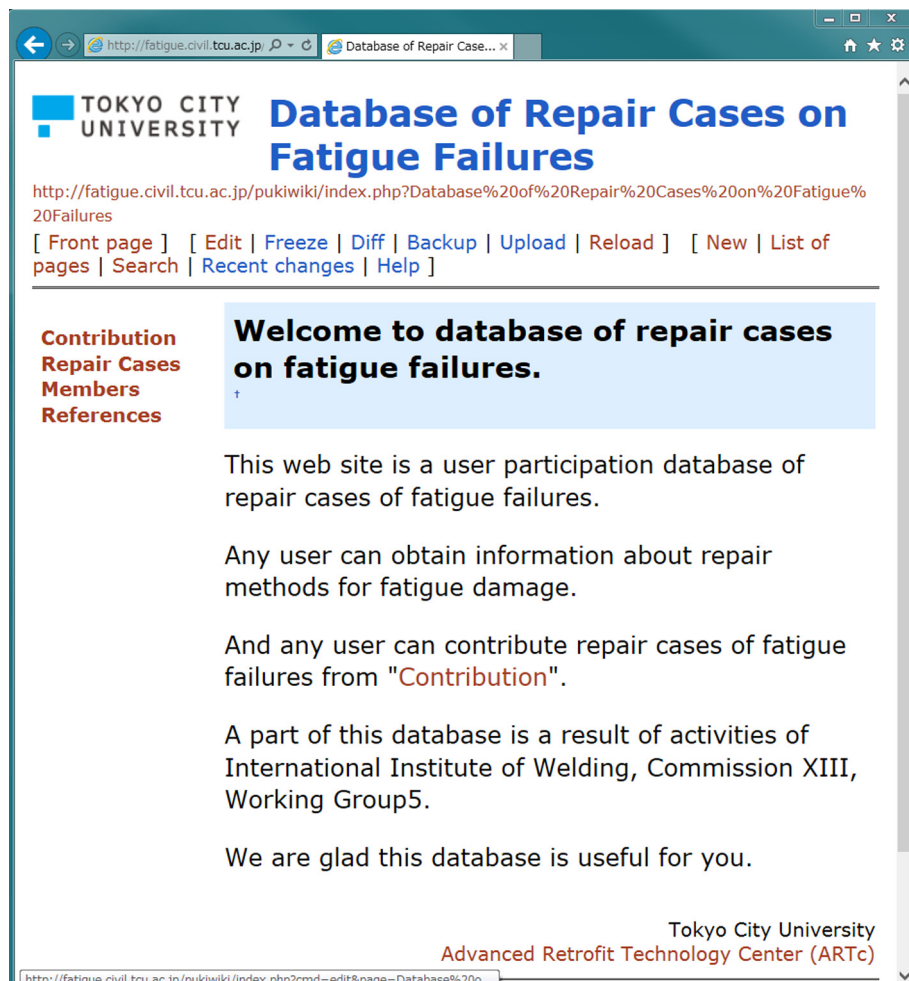 http://fatigue.civil.tcu.ac.jp/
Database of Repair Case...
TOKYO CITY
UNIVERSITY
Database of Repair Cases on
Fatigue Failures
http://fatigue.civil.tcu.ac.jp/pukiwiki/index.php?Database%20of%20Repair%20Cases%20on%20Fatigue%
20Failures
[ Front page ] [ Edit | Freeze | Diff | Backup | Upload | Reload ] [ New | List of
pages | Search | Recent changes | Help ]
Contribution
Repair Cases
Members
References
Welcome to database of repair cases
on fatigue failures.
†
This web site is a user participation database of
repair cases of fatigue failures.
Any user can obtain information about repair
methods for fatigue damage.
And any user can contribute repair cases of fatigue
failures from "Contribution".
A part of this database is a result of activities of
International Institute of Welding, Commission XIII,
Working Group5.
We are glad this database is useful for you.
Tokyo City University
Advanced Retrofit Technology Center (ARTc)
http://fatigue.civil.tcu.ac.jp/pukiwiki/index.php?cmd=edit&page=Database%20o...